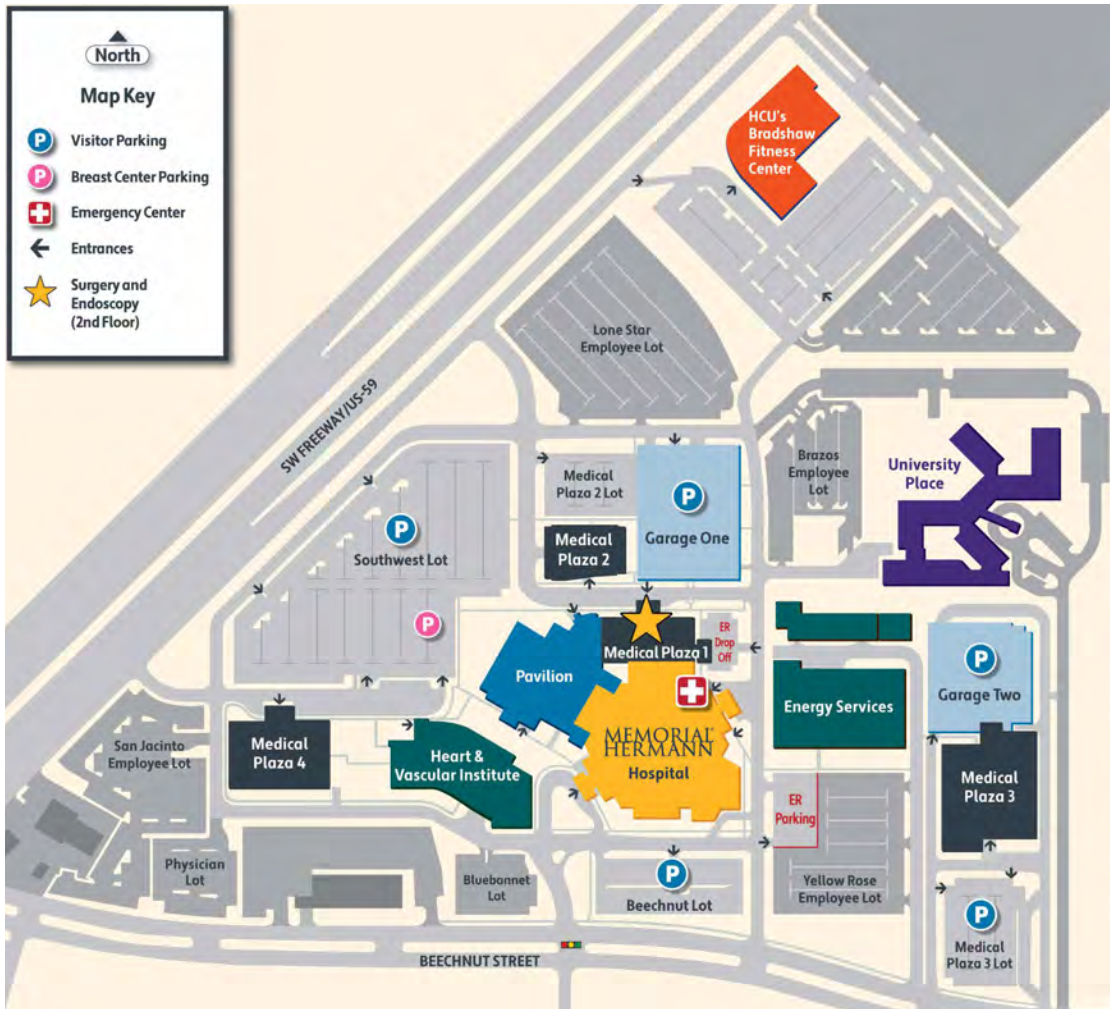 North
Map Key
P
Visitor Parking
P
Breast Center Parking
Emergency Center
Entrances
Surgery and
Endoscopy
(2nd Floor)
HCU's
Bradshaw
Fitness
Center
Lone Star
Employee Lot
SW FREEWAY/US-59
Medical
Plaza 2 Lot
P
Garage One
Brazos
Employee
Lot
University
Place
P
Southwest Lot
P
Medical
Plaza 2
Medical Plaza 1
ER
Drop
Off
Pavilion
MEMORIAL®
HERMANN
Hospital
Energy Services
P
Garage Two
San Jacinto
Employee Lot
Medical
Plaza 4
Heart &
Vascular Institute
ER
Parking
Medical
Plaza 3
Physician
Lot
Bluebonnet
Lot
P
Beechnut Lot
Yellow Rose
Employee Lot
P
Medical
Plaza 3 Lot
BEECHNUT STREET